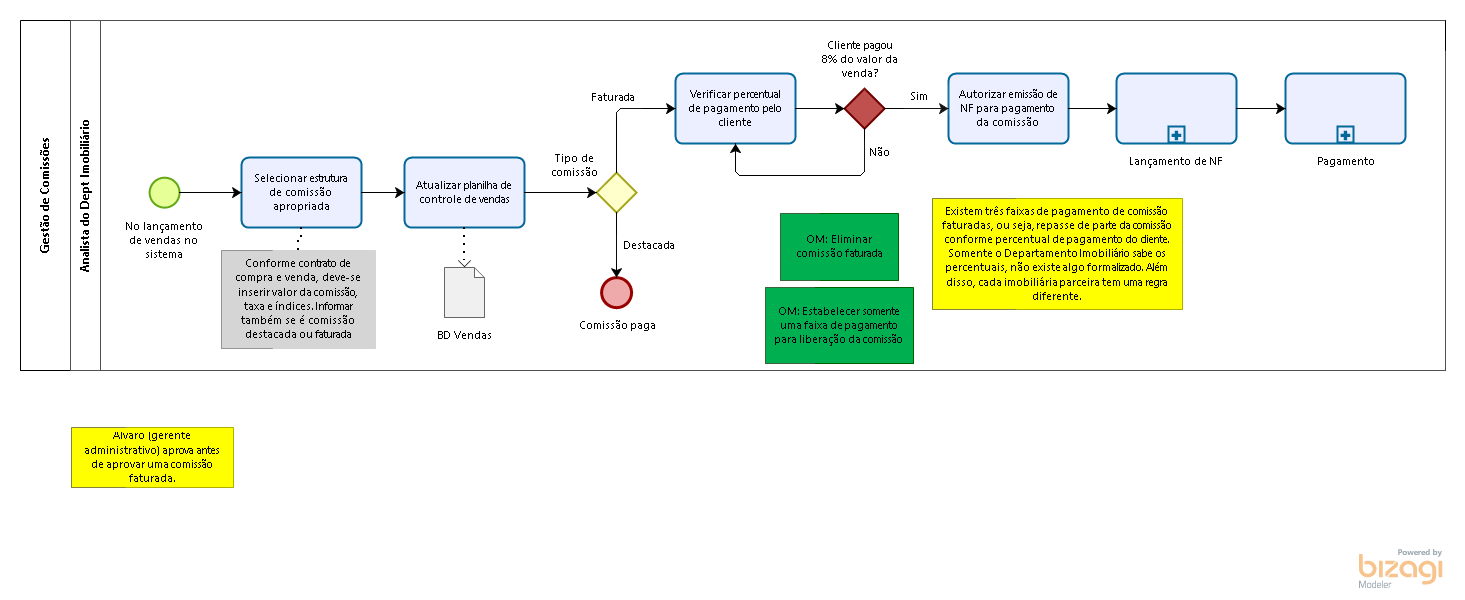 Gestão de Comissões
Analista do Dept Imobiliário
No lançamento
de vendas no
sistema
Selecionar estrutura
de comissão
apropriada
Conforme contrato de
compra e venda, deve-se
inserir valor da comissão,
taxa e índices. Informar
também se é comissão
destacada ou faturada
Atualizar planilha de
controle de vendas
BD Vendas
Tipo de
comissão
Faturada
Destacada
Comissão paga
Verificar percentual
de pagamento pelo
cliente
Cliente pagou
8% do valor da
venda?
Sim
Não
Autorizar emissão de
NF para pagamento
da comissão
Lançamento de NF
Pagamento
OM: Eliminar
comissão faturada
OM: Estabelecer somente
uma faixa de pagamento
para liberação da comissão
Existem três faixas de pagamento de comissão
faturadas, ou seja, repasse de parte da comissão
conforme percentual de pagamento do cliente.
Somente o Departamento Imobiliário sabe os
percentuais, não existe algo formalizado. Além
disso, cada imobiliária parceira tem uma regra
diferente.
Alvaro (gerente
administrativo) aprova antes
de aprovar uma comissão
faturada.
Powered by
bizagi
Modeler